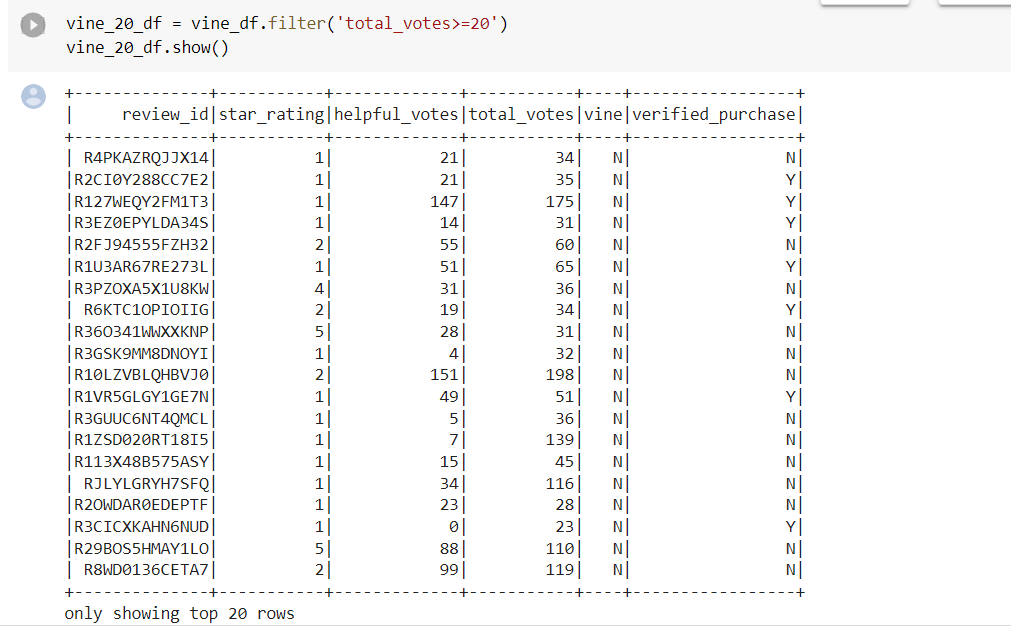 vine_20_df = vine_df.filter('total_votes>=20')
vine_20_df.show()
+--------------+-----------+-------------+-----------+----+-----------------+
|     review_id|star_rating|helpful_votes|total_votes|vine|verified_purchase|
+--------------+-----------+-------------+-----------+----+-----------------+
| R4PKAZRQJJX14|          1|           21|         34|   N|                N|
|R2CI0Y288CC7E2|          1|           21|         35|   N|                Y|
|R127WEQY2FM1T3|          1|          147|        175|   N|                Y|
|R3EZ0EPYLDA34S|          1|           14|         31|   N|                Y|
|R2FJ94555FZH32|          2|           55|         60|   N|                N|
|R1U3AR67RE273L|          1|           51|         65|   N|                Y|
|R3PZOXA5X1U8KW|          4|           31|         36|   N|                N|
| R6KTC1OPIOIIG|          2|           19|         34|   N|                Y|
|R36O341WWXXKNP|          5|           28|         31|   N|                N|
|R3GSK9MM8DNOYI|          1|            4|         32|   N|                N|
|R10LZVBLQHBVJ0|          2|          151|        198|   N|                N|
|R1VR5GLGY1GE7N|          1|           49|         51|   N|                Y|
|R3GUUC6NT4QMCL|          1|            5|         36|   N|                N|
|R1ZSD020RT18I5|          1|            7|        139|   N|                N|
|R113X48B575ASY|          1|           15|         45|   N|                N|
| RJLYLGRYH7SFQ|          1|           34|        116|   N|                N|
|R2OWDAR0EDEPTF|          1|           23|         28|   N|                N|
|R3CICXKAHN6NUD|          1|            0|         23|   N|                Y|
|R29BOS5HMAY1LO|          5|           88|        110|   N|                N|
| R8WD0136CETA7|          2|           99|        119|   N|                N|
+--------------+-----------+-------------+-----------+----+-----------------+
only showing top 20 rows